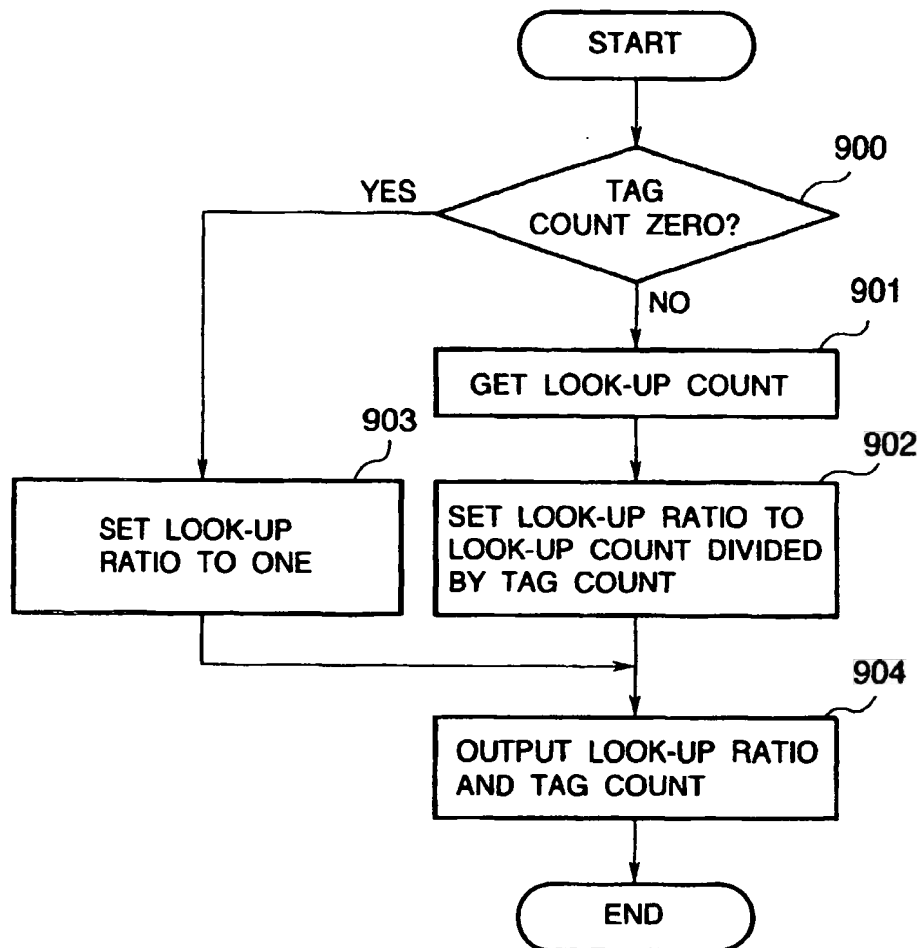 START
900
TAG
COUNT ZERO?
YES
NO
901
GET LOOK-UP COUNT
903
902
SET LOOK-UP
RATIO TO ONE
SET LOOK-UP RATIO TO
LOOK-UP COUNT DIVIDED
BY TAG COUNT
904
OUTPUT LOOK-UP RATIO
AND TAG COUNT
END